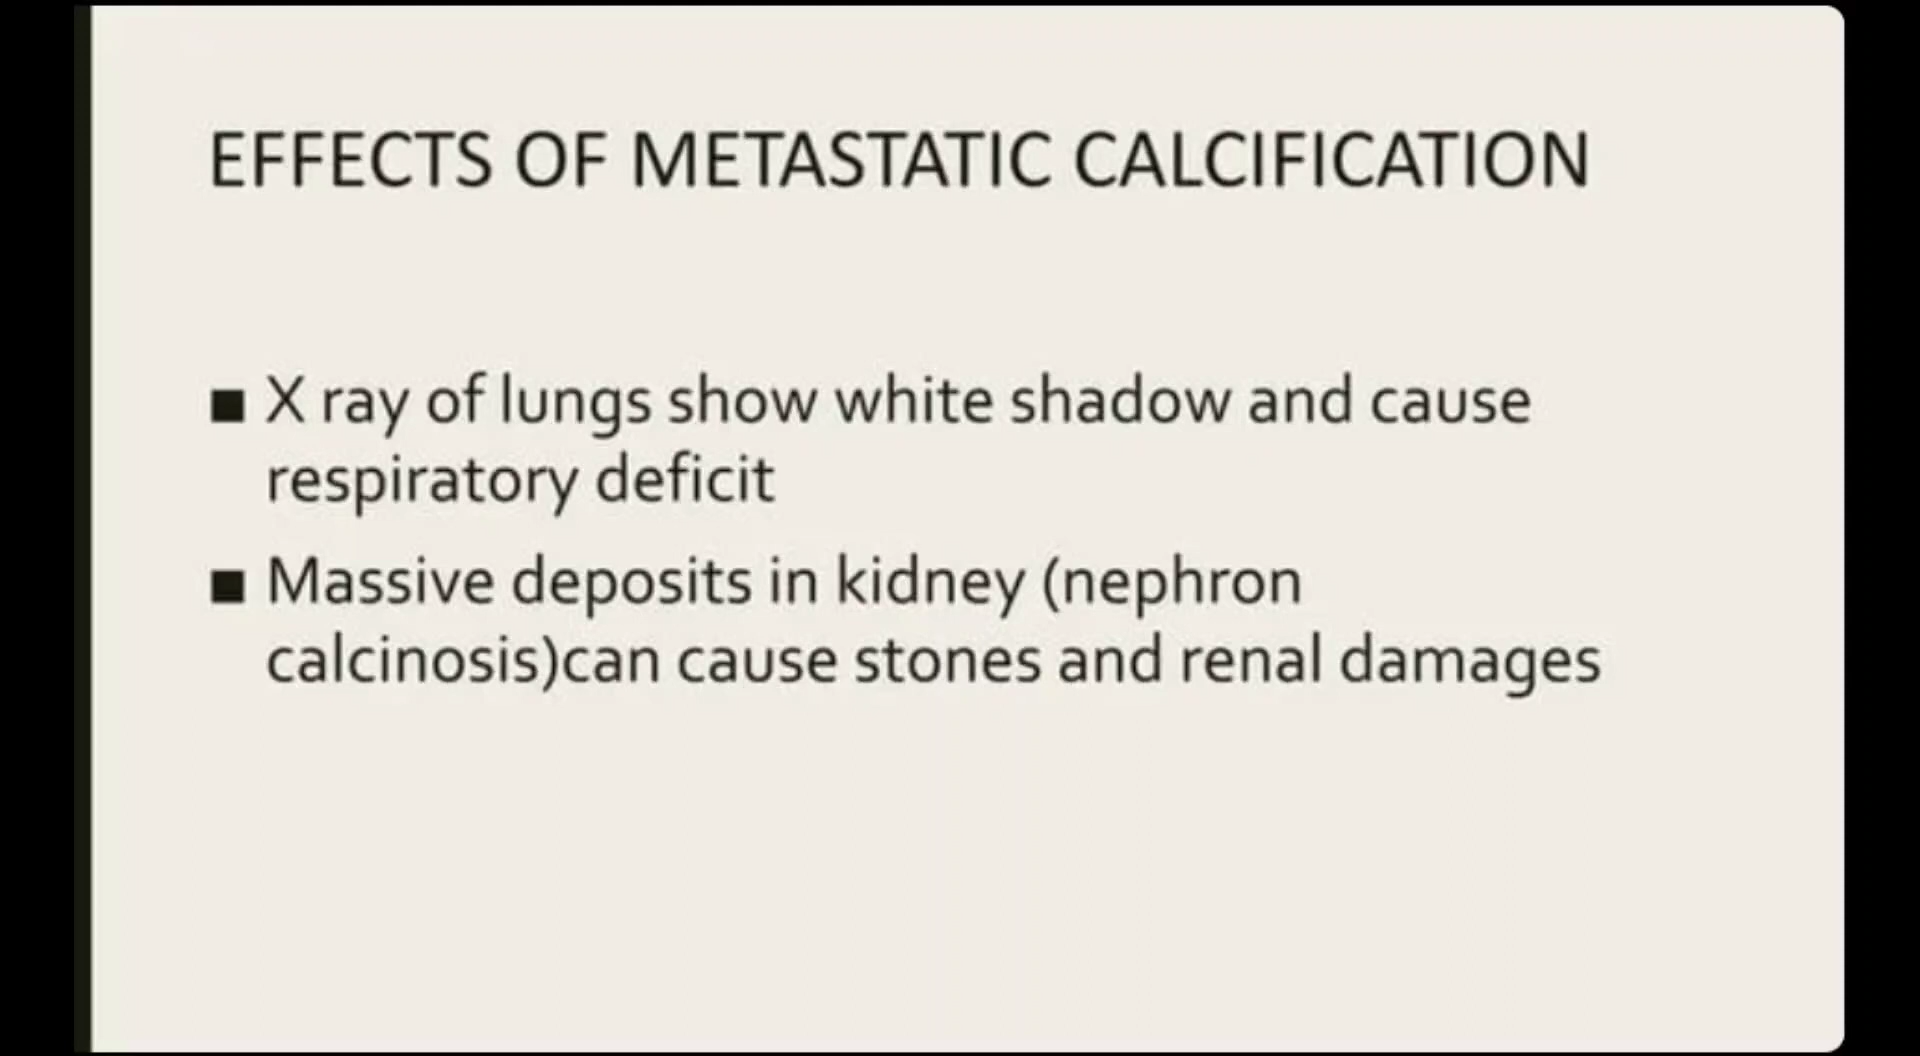 EFFECTS OF METASTATIC CALCIFICATION
■ X ray of lungs show white shadow and cause
respiratory deficit
■ Massive deposits in kidney (nephron
calcinosis)can cause stones and renal damages